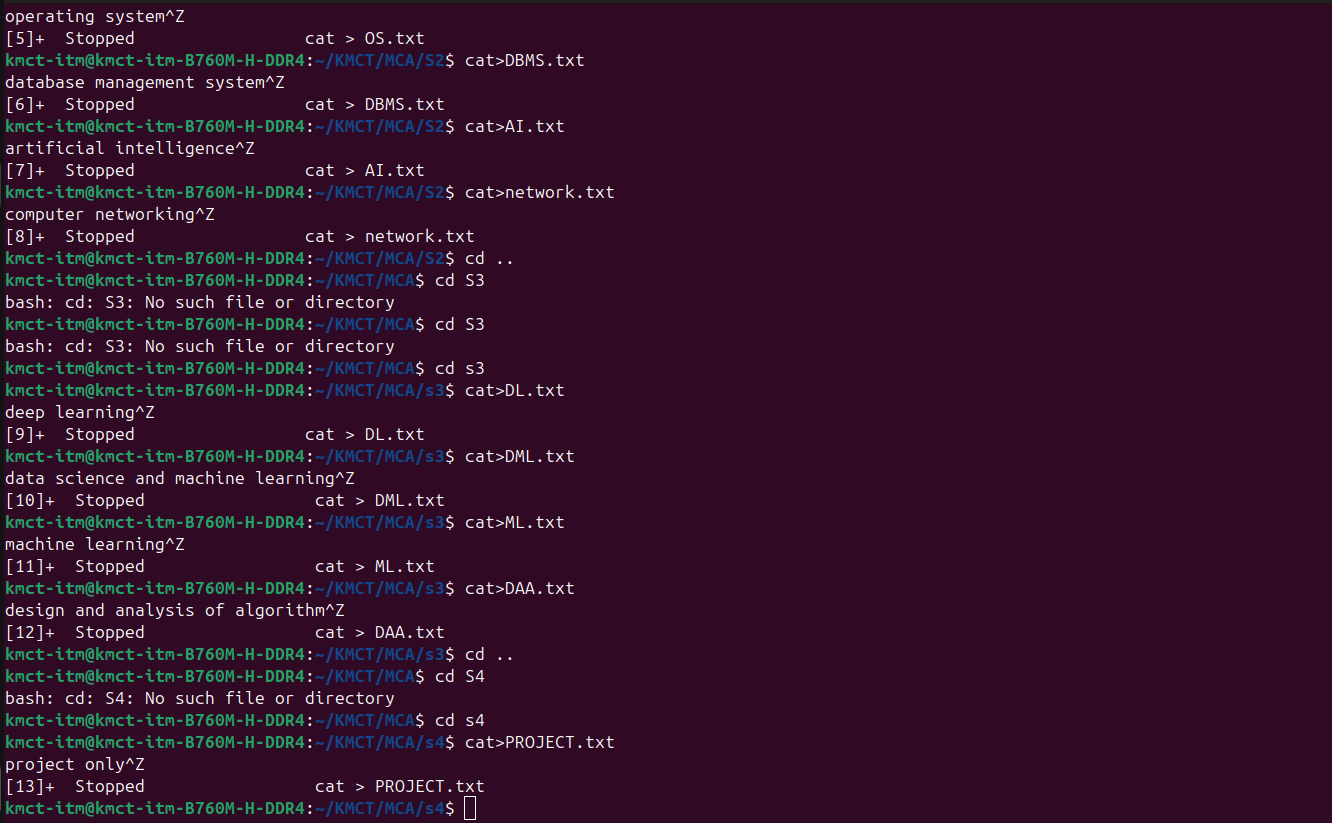 operating system^Z
[5]+  Stopped                 cat > OS.txt
kmct-itm@kmct-itm-B760M-H-DDR4:~/KMCT/MCA/S2$ cat>DBMS.txt
database management system^Z
[6]+  Stopped                 cat > DBMS.txt
kmct-itm@kmct-itm-B760M-H-DDR4:~/KMCT/MCA/S2$ cat>AI.txt
artificial intelligence^Z
[7]+  Stopped                 cat > AI.txt
kmct-itm@kmct-itm-B760M-H-DDR4:~/KMCT/MCA/S2$ cat>network.txt
computer networking^Z
[8]+  Stopped                 cat > network.txt
kmct-itm@kmct-itm-B760M-H-DDR4:~/KMCT/MCA/S2$ cd ..
kmct-itm@kmct-itm-B760M-H-DDR4:~/KMCT/MCA$ cd S3
bash: cd: S3: No such file or directory
kmct-itm@kmct-itm-B760M-H-DDR4:~/KMCT/MCA$ cd S3
bash: cd: S3: No such file or directory
kmct-itm@kmct-itm-B760M-H-DDR4:~/KMCT/MCA$ cd s3
kmct-itm@kmct-itm-B760M-H-DDR4:~/KMCT/MCA/s3$ cat>DL.txt
deep learning^Z
[9]+  Stopped                 cat > DL.txt
kmct-itm@kmct-itm-B760M-H-DDR4:~/KMCT/MCA/s3$ cat>DML.txt
data science and machine learning^Z
[10]+  Stopped                 cat > DML.txt
kmct-itm@kmct-itm-B760M-H-DDR4:~/KMCT/MCA/s3$ cat>ML.txt
machine learning^Z
[11]+  Stopped                 cat > ML.txt
kmct-itm@kmct-itm-B760M-H-DDR4:~/KMCT/MCA/s3$ cat>DAA.txt
design and analysis of algorithm^Z
[12]+  Stopped                 cat > DAA.txt
kmct-itm@kmct-itm-B760M-H-DDR4:~/KMCT/MCA/s3$ cd ..
kmct-itm@kmct-itm-B760M-H-DDR4:~/KMCT/MCA$ cd S4
bash: cd: S4: No such file or directory
kmct-itm@kmct-itm-B760M-H-DDR4:~/KMCT/MCA$ cd s4
kmct-itm@kmct-itm-B760M-H-DDR4:~/KMCT/MCA/s4$ cat>PROJECT.txt
project only^Z
[13]+  Stopped                 cat > PROJECT.txt
kmct-itm@kmct-itm-B760M-H-DDR4:~/KMCT/MCA/s4$